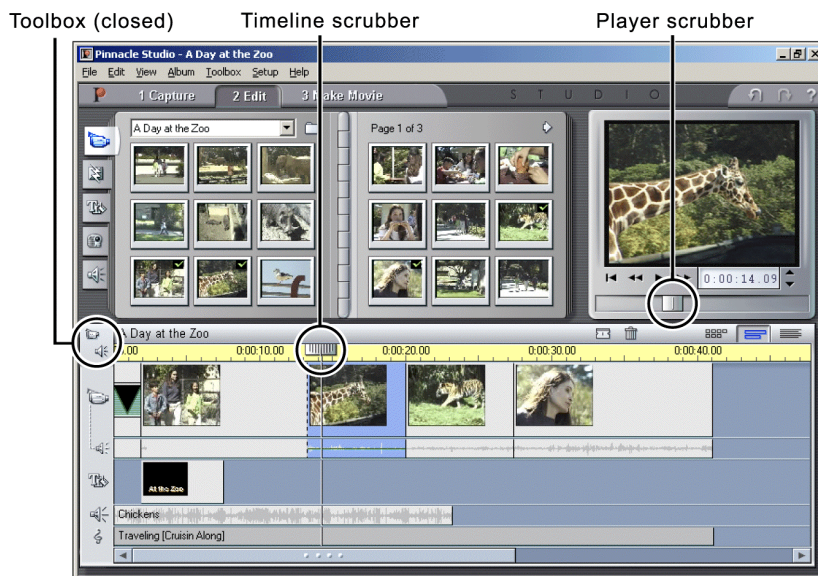 Toolbox (closed)
Timeline scrubber
Player scrubber
Pinnacle Studio - A Day at the Zoo
File Edit View Album Toolbox Setup Help
1 Capture
2 Edit
3 Make Movie
STUDIO
?
A Day at the Zoo
Page 1 of 3
0:00:14.09
A Day at the Zoo
0:00:10.00
0:00:20.00
0:00:30.00
0:00:40.00
At the Zoo
Chickens
Traveling [Cruisin Along]